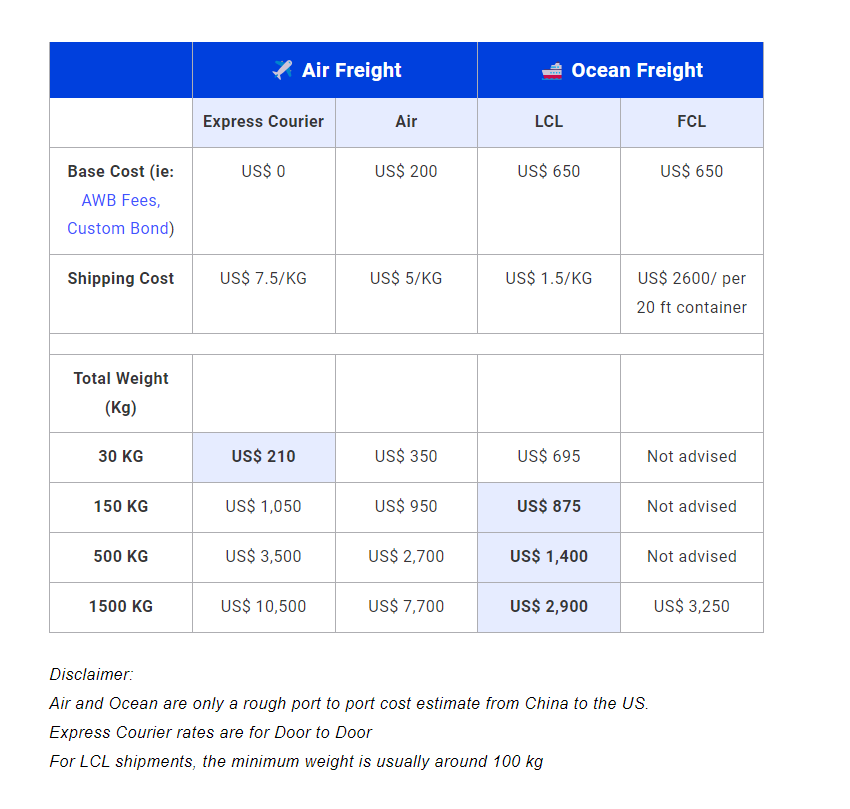 Air Freight Ocean Freight
Express Courier Air LCL FCL
Base Cost (ie: US$ 0 US$ 200 US$ 650 US$ 650
AWB Fees,
Custom Bond)
Shipping Cost US$ 7.5/KG US$ 5/KG US$ 1.5/KG US$ 2600/ per
20 ft container
Total Weight
(Kg)
30 KG US$ 210 US$ 350 US$ 695 Not advised
150 KG US$ 1,050 US$ 950 US$ 875 Not advised
500 KG US$ 3,500 US$ 2,700 US$ 1,400 Not advised
1500 KG US$ 10,500 US$ 7,700 US$ 2,900 US$ 3,250
Disclaimer:
Air and Ocean are only a rough port to port cost estimate from China to the US.
Express Courier rates are for Door to Door
For LCL shipments, the minimum weight is usually around 100 kg